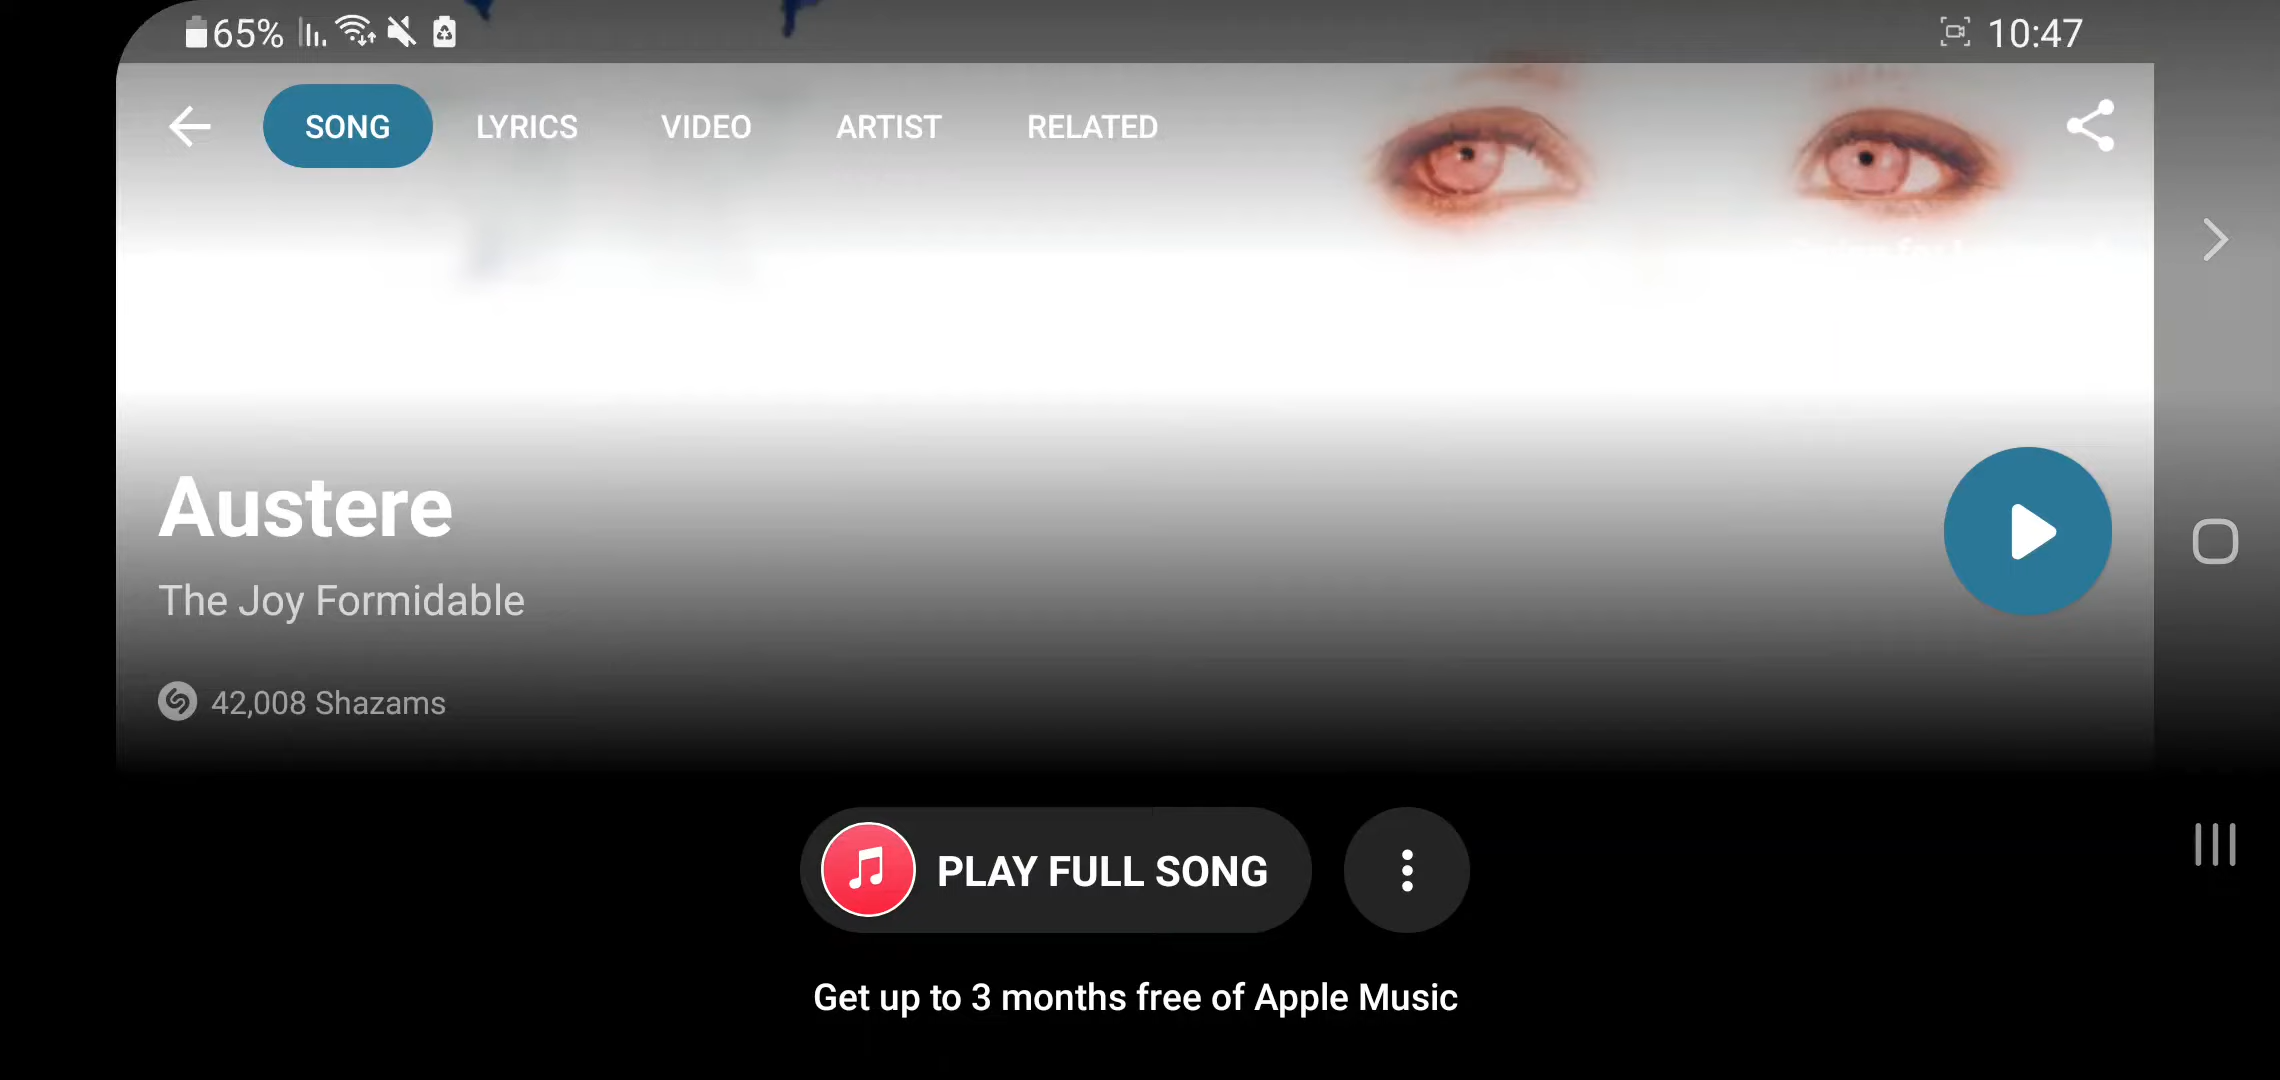 65%
10:47
SONG
LYRICS
VIDEO
ARTIST
RELATED
Austere
The Joy Formidable
42,008 Shazams
PLAY FULL SONG
Get up to 3 months free of Apple Music